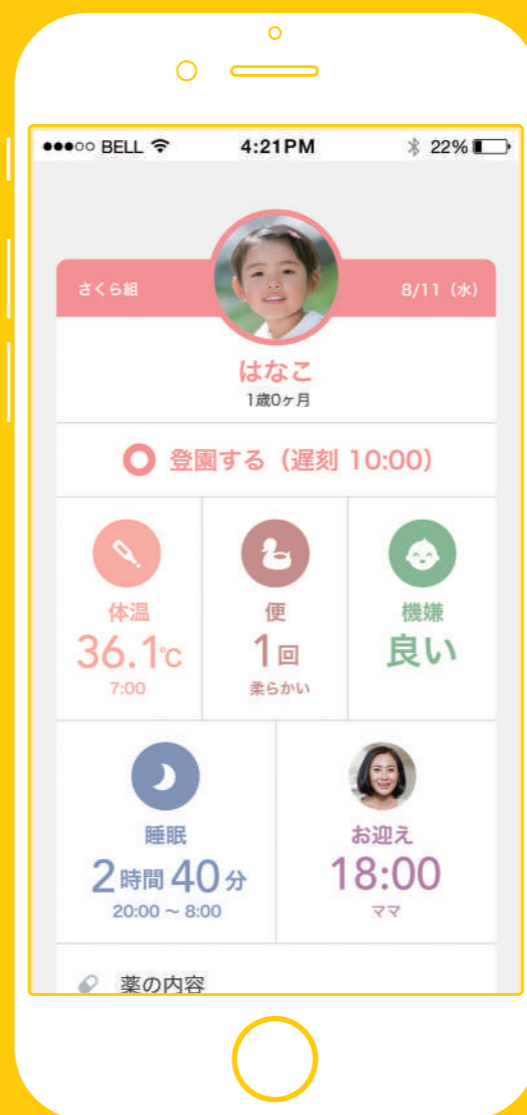 BELL 4:21PM 22%
さくら組 8/11（水）
はなこ
1歳0ヶ月
登園する（遅刻 10:00）
体温 便 機嫌
36.1℃ 1回 良い
7:00 柔らかい
睡眠 お迎え
2時間40分 18:00
20:00 ～ 8:00 ママ
薬の内容